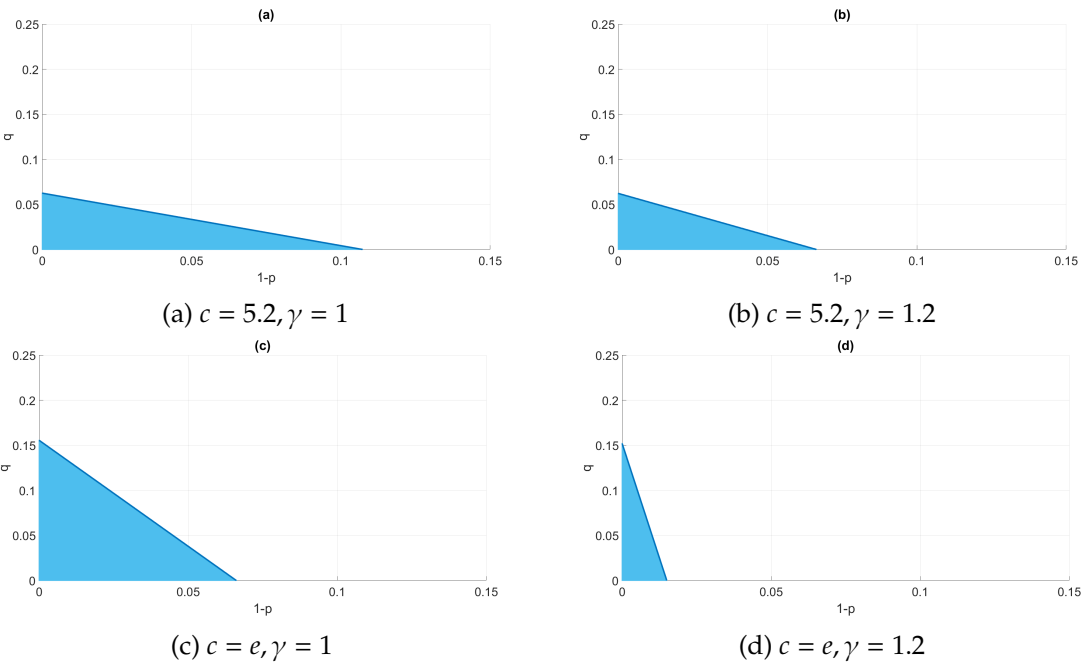 (a)
0.25
0.2
0.15
0.1
0.05
0
q
0 0.05 0.1 0.15
1-p
(a) c = 5.2, γ = 1
(b)
0.25
0.2
0.15
0.1
0.05
0
q
0 0.05 0.1 0.15
1-p
(b) c = 5.2, γ = 1.2
(c)
0.25
0.2
0.15
0.1
0.05
0
q
0 0.05 0.1 0.15
1-p
(c) c = e, γ = 1
(d)
0.25
0.2
0.15
0.1
0.05
0
q
0 0.05 0.1 0.15
1-p
(d) c = e, γ = 1.2